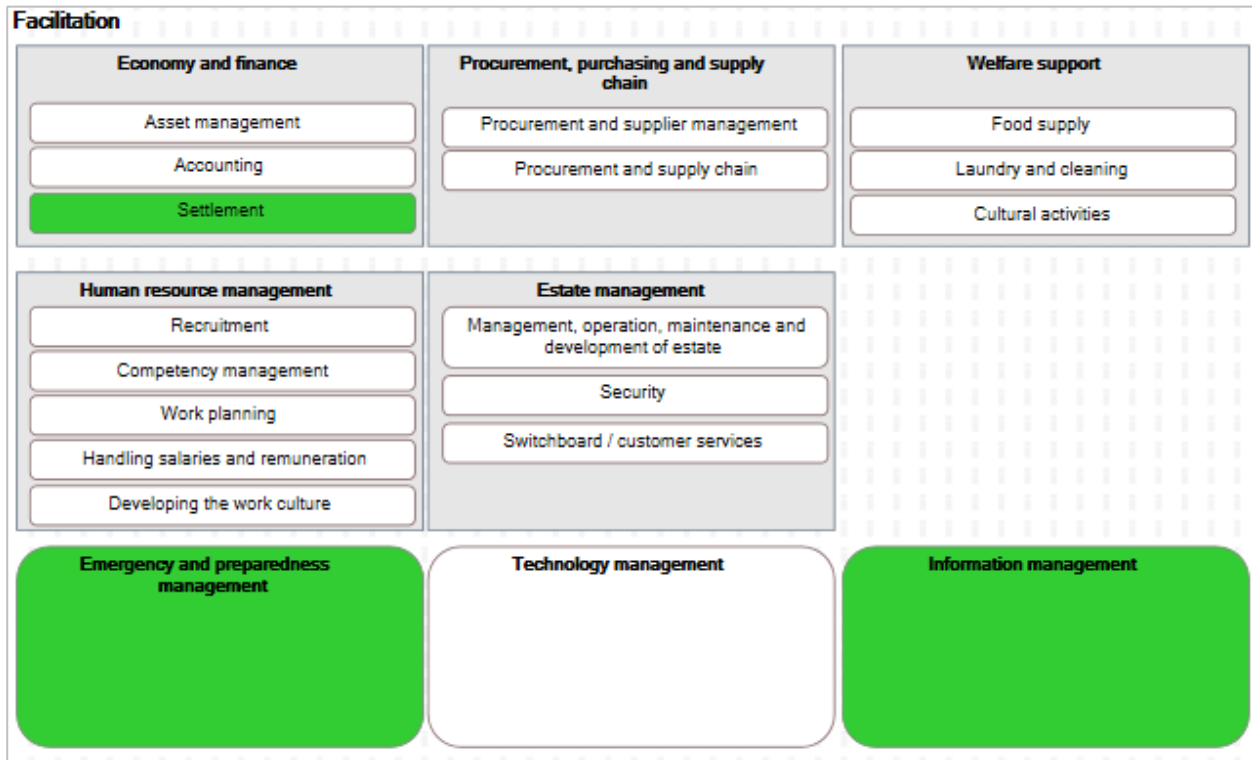 Facilitation
Economy and finance
Asset management
Accounting
Settlement
Procurement, purchasing and supply
chain
Procurement and supplier management
Procurement and supply chain
Welfare support
Food supply
Laundry and cleaning
Cultural activities
Human resource management
Recruitment
Competency management
Work planning
Handling salaries and remuneration
Developing the work culture
Estate management
Management, operation, maintenance and
development of estate
Security
Switchboard / customer services
Emergency and preparedness
management
Technology management
Information management